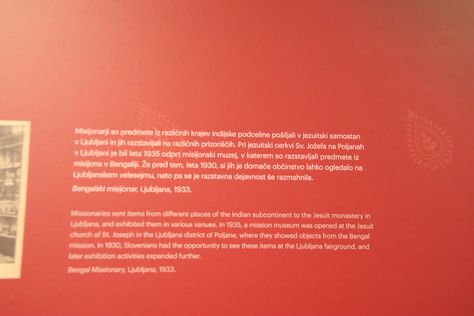 Misijonarji so predmete iz različnih krajev indijske podceline pošiljali v jezuitski samostan
v Ljubljani in jih razstavljali na različnih prizoriščih. Pri jezuitski cerkvi Sv. Jožefa na Poljanah
v Ljubljani je bil leta 1935 odprt misijonski muzej, v katerem so razstavljali predmete iz
misijona v Bengaliji. Že pred tem, leta 1930, si jih je domače občinstvo lahko ogledalo na
Ljubljanskem velesejmu, nato pa se je razstavna dejavnost še razmahnila.
Bengalski misijonar, Ljubljana, 1933.
Missionaries sent items from different places of the Indian subcontinent to the Jesuit monastery in
Ljubljana, and exhibited them in various venues. In 1935, a mission museum was opened at the Jesuit
church of St. Joseph in the Ljubljana district of Poljane, where they showed objects from the Bengal
mission. In 1930, Slovenians had the opportunity to see these items at the Ljubljana fairground, and
later exhibition activities expanded further.
Bengal Missionary, Ljubljana, 1933.